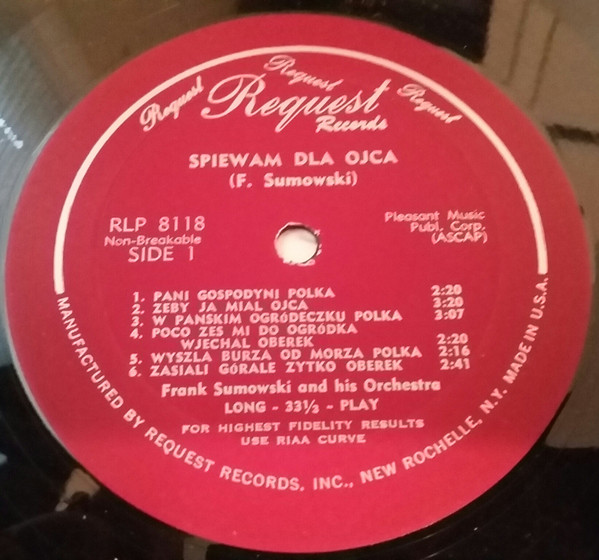 Request
Request
Request
Request
Records
SPIEWAM DLA OJCA
(F. Sumowski)
RLP 8118
Non-Breakable
SIDE 1
Pleasant Music
Publ. Corp.
(ASCAP)
1. PANI GOSPODYNI POLKA 2:20
2. ZEBY JA MIAL OJCA 3:20
3. W PANSKIM OGRÓDECZKU POLKA 3:07
4. POCO ZES MI DO OGRÓDKA
WJECHAL OBEREK 2:20
5. WYSZLA BURZA OD MORZA POLKA 2:16
6. ZASIALI GÓRALE ZYTKO OBEREK 2:41
Frank Sumowski and his Orchestra
LONG - 33⅓ - PLAY
FOR HIGHEST FIDELITY RESULTS
USE RIAA CURVE
MANUFACTURED BY REQUEST RECORDS, INC., NEW ROCHELLE, N.Y. MADE IN U.S.A.